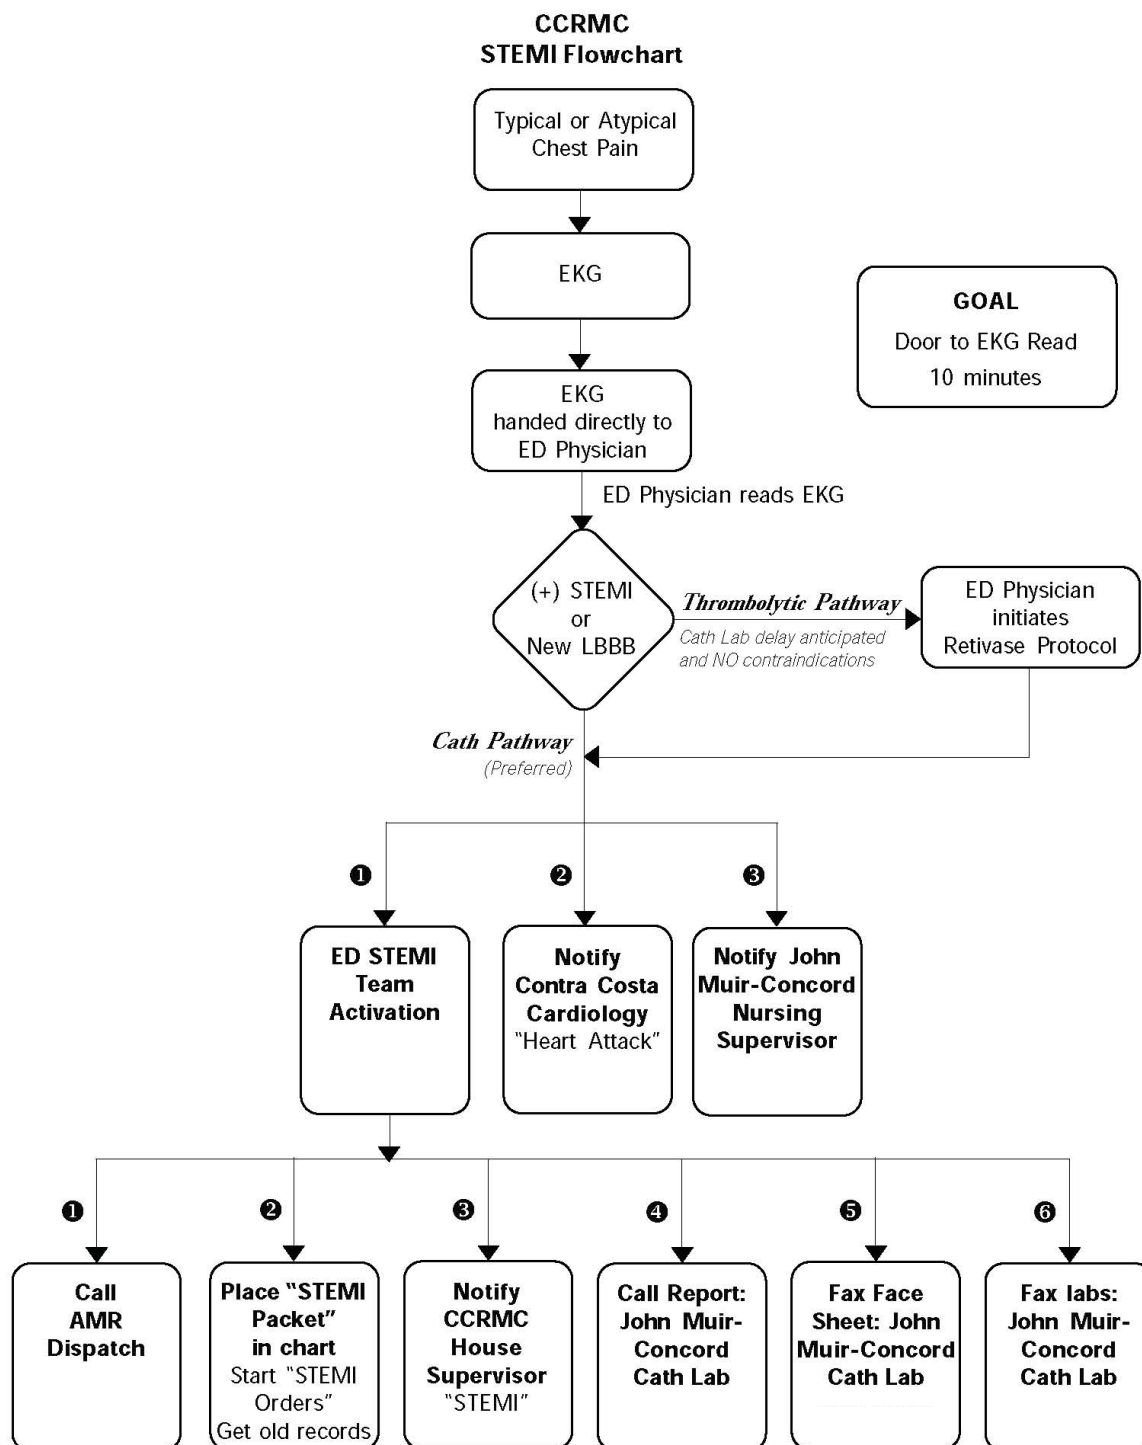 CCRMC
STEMI Flowchart
Typical or Atypical
Chest Pain
EKG
GOAL
Door to EKG Read
10 minutes
EKG
handed directly to
ED Physician
ED Physician reads EKG
(+) STEMI
or
New LBBB
Thrombolytic Pathway
Cath Lab delay anticipated
and NO contraindications
ED Physician
initiates
Retivase Protocol
Cath Pathway
(Preferred)
❶
❷
❸
ED STEMI
Team
Activation
Notify
Contra Costa
Cardiology
"Heart Attack"
Notify John
Muir-Concord
Nursing
Supervisor
❶
❷
❸
❹
❺
❻
Call
AMR
Dispatch
Place "STEMI
Packet"
in chart
Start "STEMI
Orders"
Get old records
Notify
CCRMC
House
Supervisor
"STEMI"
Call Report:
John Muir-
Concord
Cath Lab
Fax Face
Sheet: John
Muir-Concord
Cath Lab
Fax labs:
John Muir-
Concord
Cath Lab